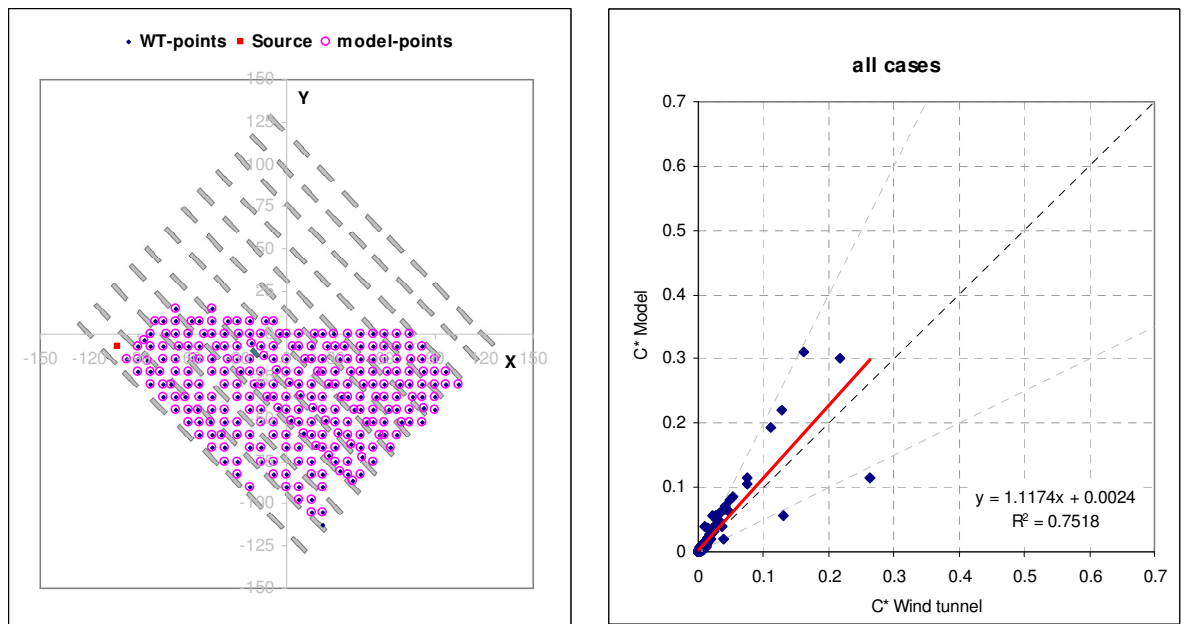 WT-points Source model-points
150
Y
125
100
75
50
25
-150 -120 120 150
X
-100
-125
-150
all cases
C* Model
0.7
0.6
0.5
0.4
0.3
0.2
0.1
0
y = 1.1174x + 0.0024
R² = 0.7518
0 0.1 0.2 0.3 0.4 0.5 0.6 0.7
C* Wind tunnel